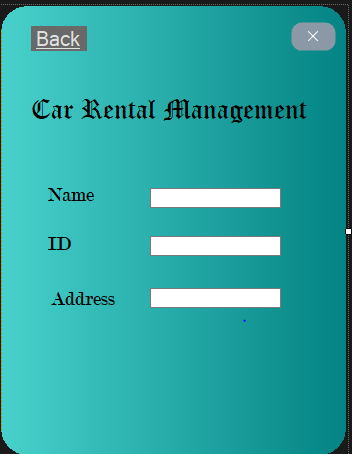 Back
Car Rental Management
Name
ID
Address